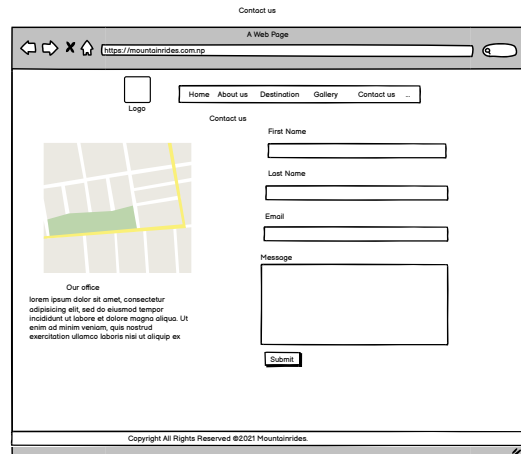 Contact us
A Web Page
https://mountainrides.com.np
Logo
Home About us Destination Gallery Contact us ...
Contact us
First Name
Last Name
Email
Message
Submit
Our office
lorem ipsum dolor sit amet, consectetur
adipisicing elit, sed do eiusmod tempor
incididunt ut labore et dolore magna aliqua. Ut
enim ad minim veniam, quis nostrud
exercitation ullamco laboris nisi ut aliquip ex
Copyright All Rights Reserved @2021 Mountainrides.